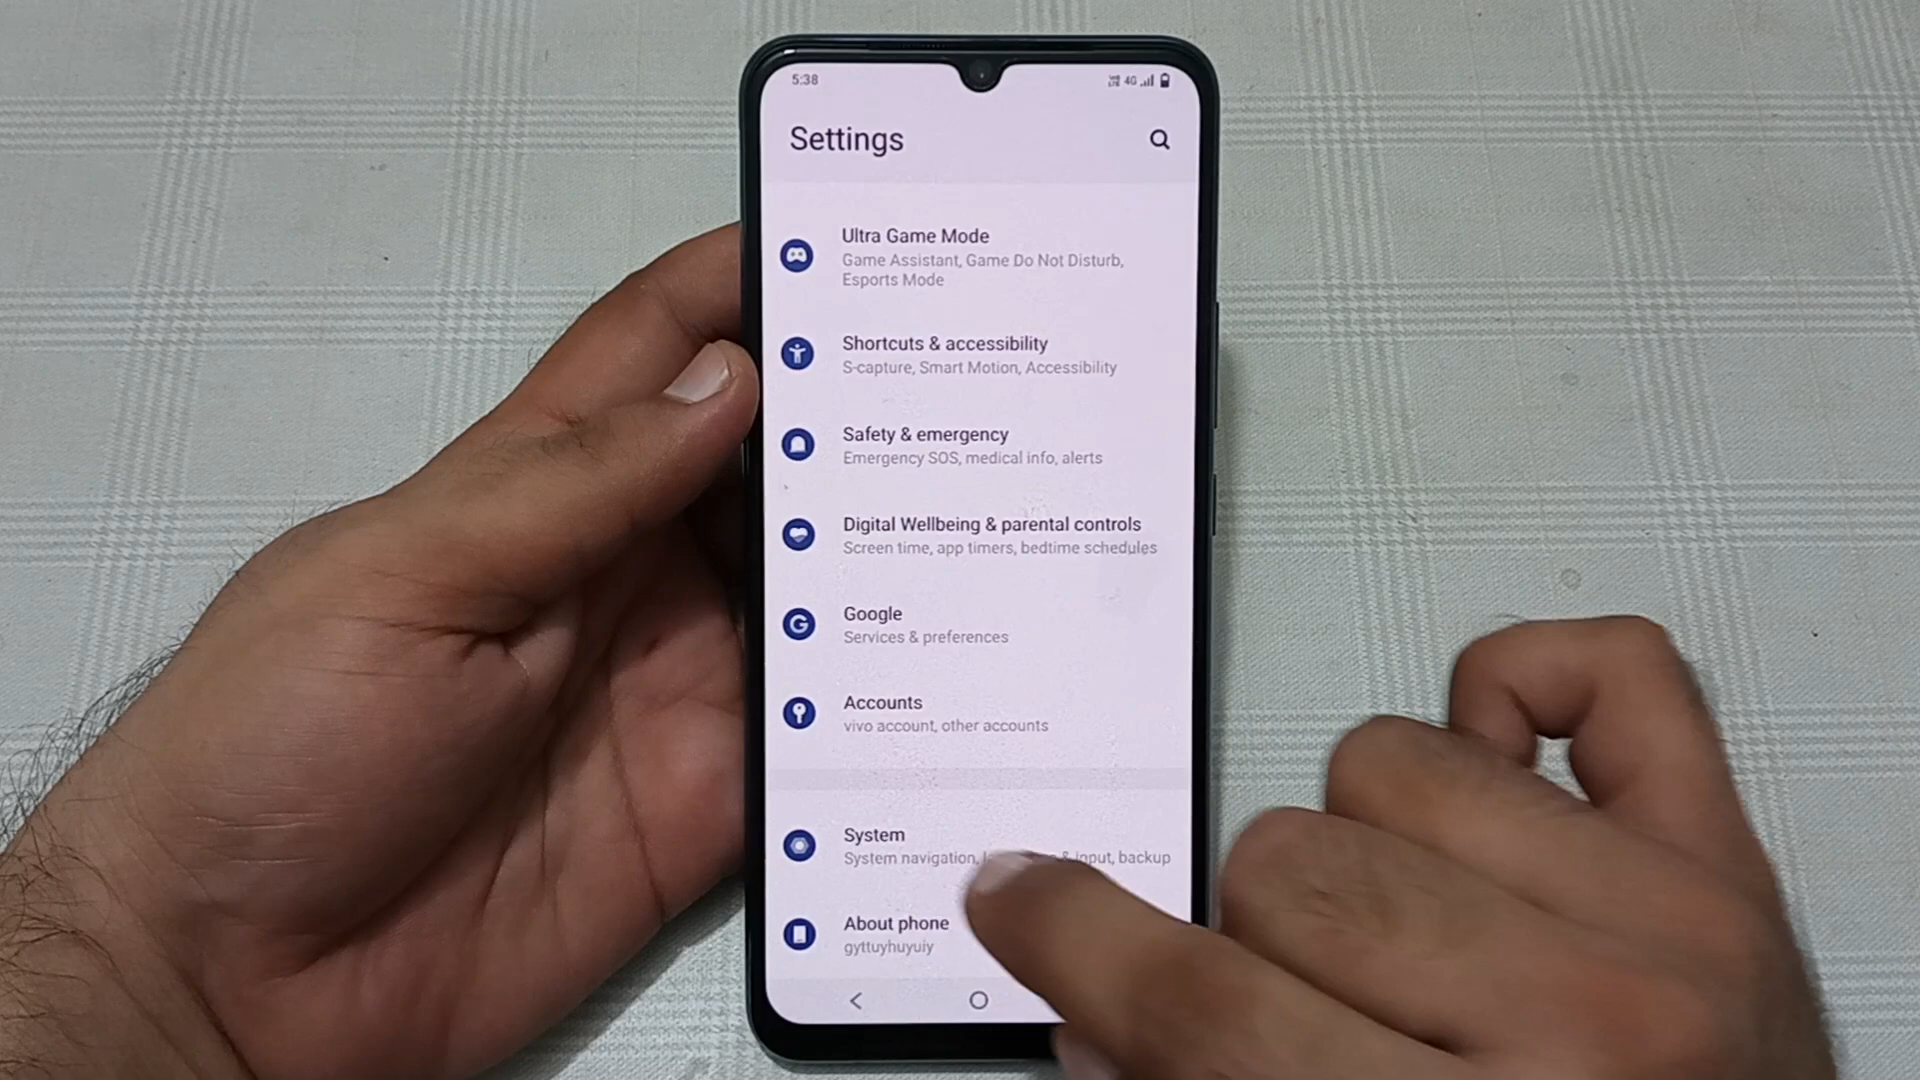 5:38
4G
Settings
Ultra Game Mode
Game Assistant, Game Do Not Disturb,
Esports Mode
Shortcuts & accessibility
S-capture, Smart Motion, Accessibility
Safety & emergency
Emergency SOS, medical info, alerts
Digital Wellbeing & parental controls
Screen time, app timers, bedtime schedules
Google
Services & preferences
Accounts
vivo account, other accounts
System
System navigation, & input, backup
About phone
gyttuyhuyuiy